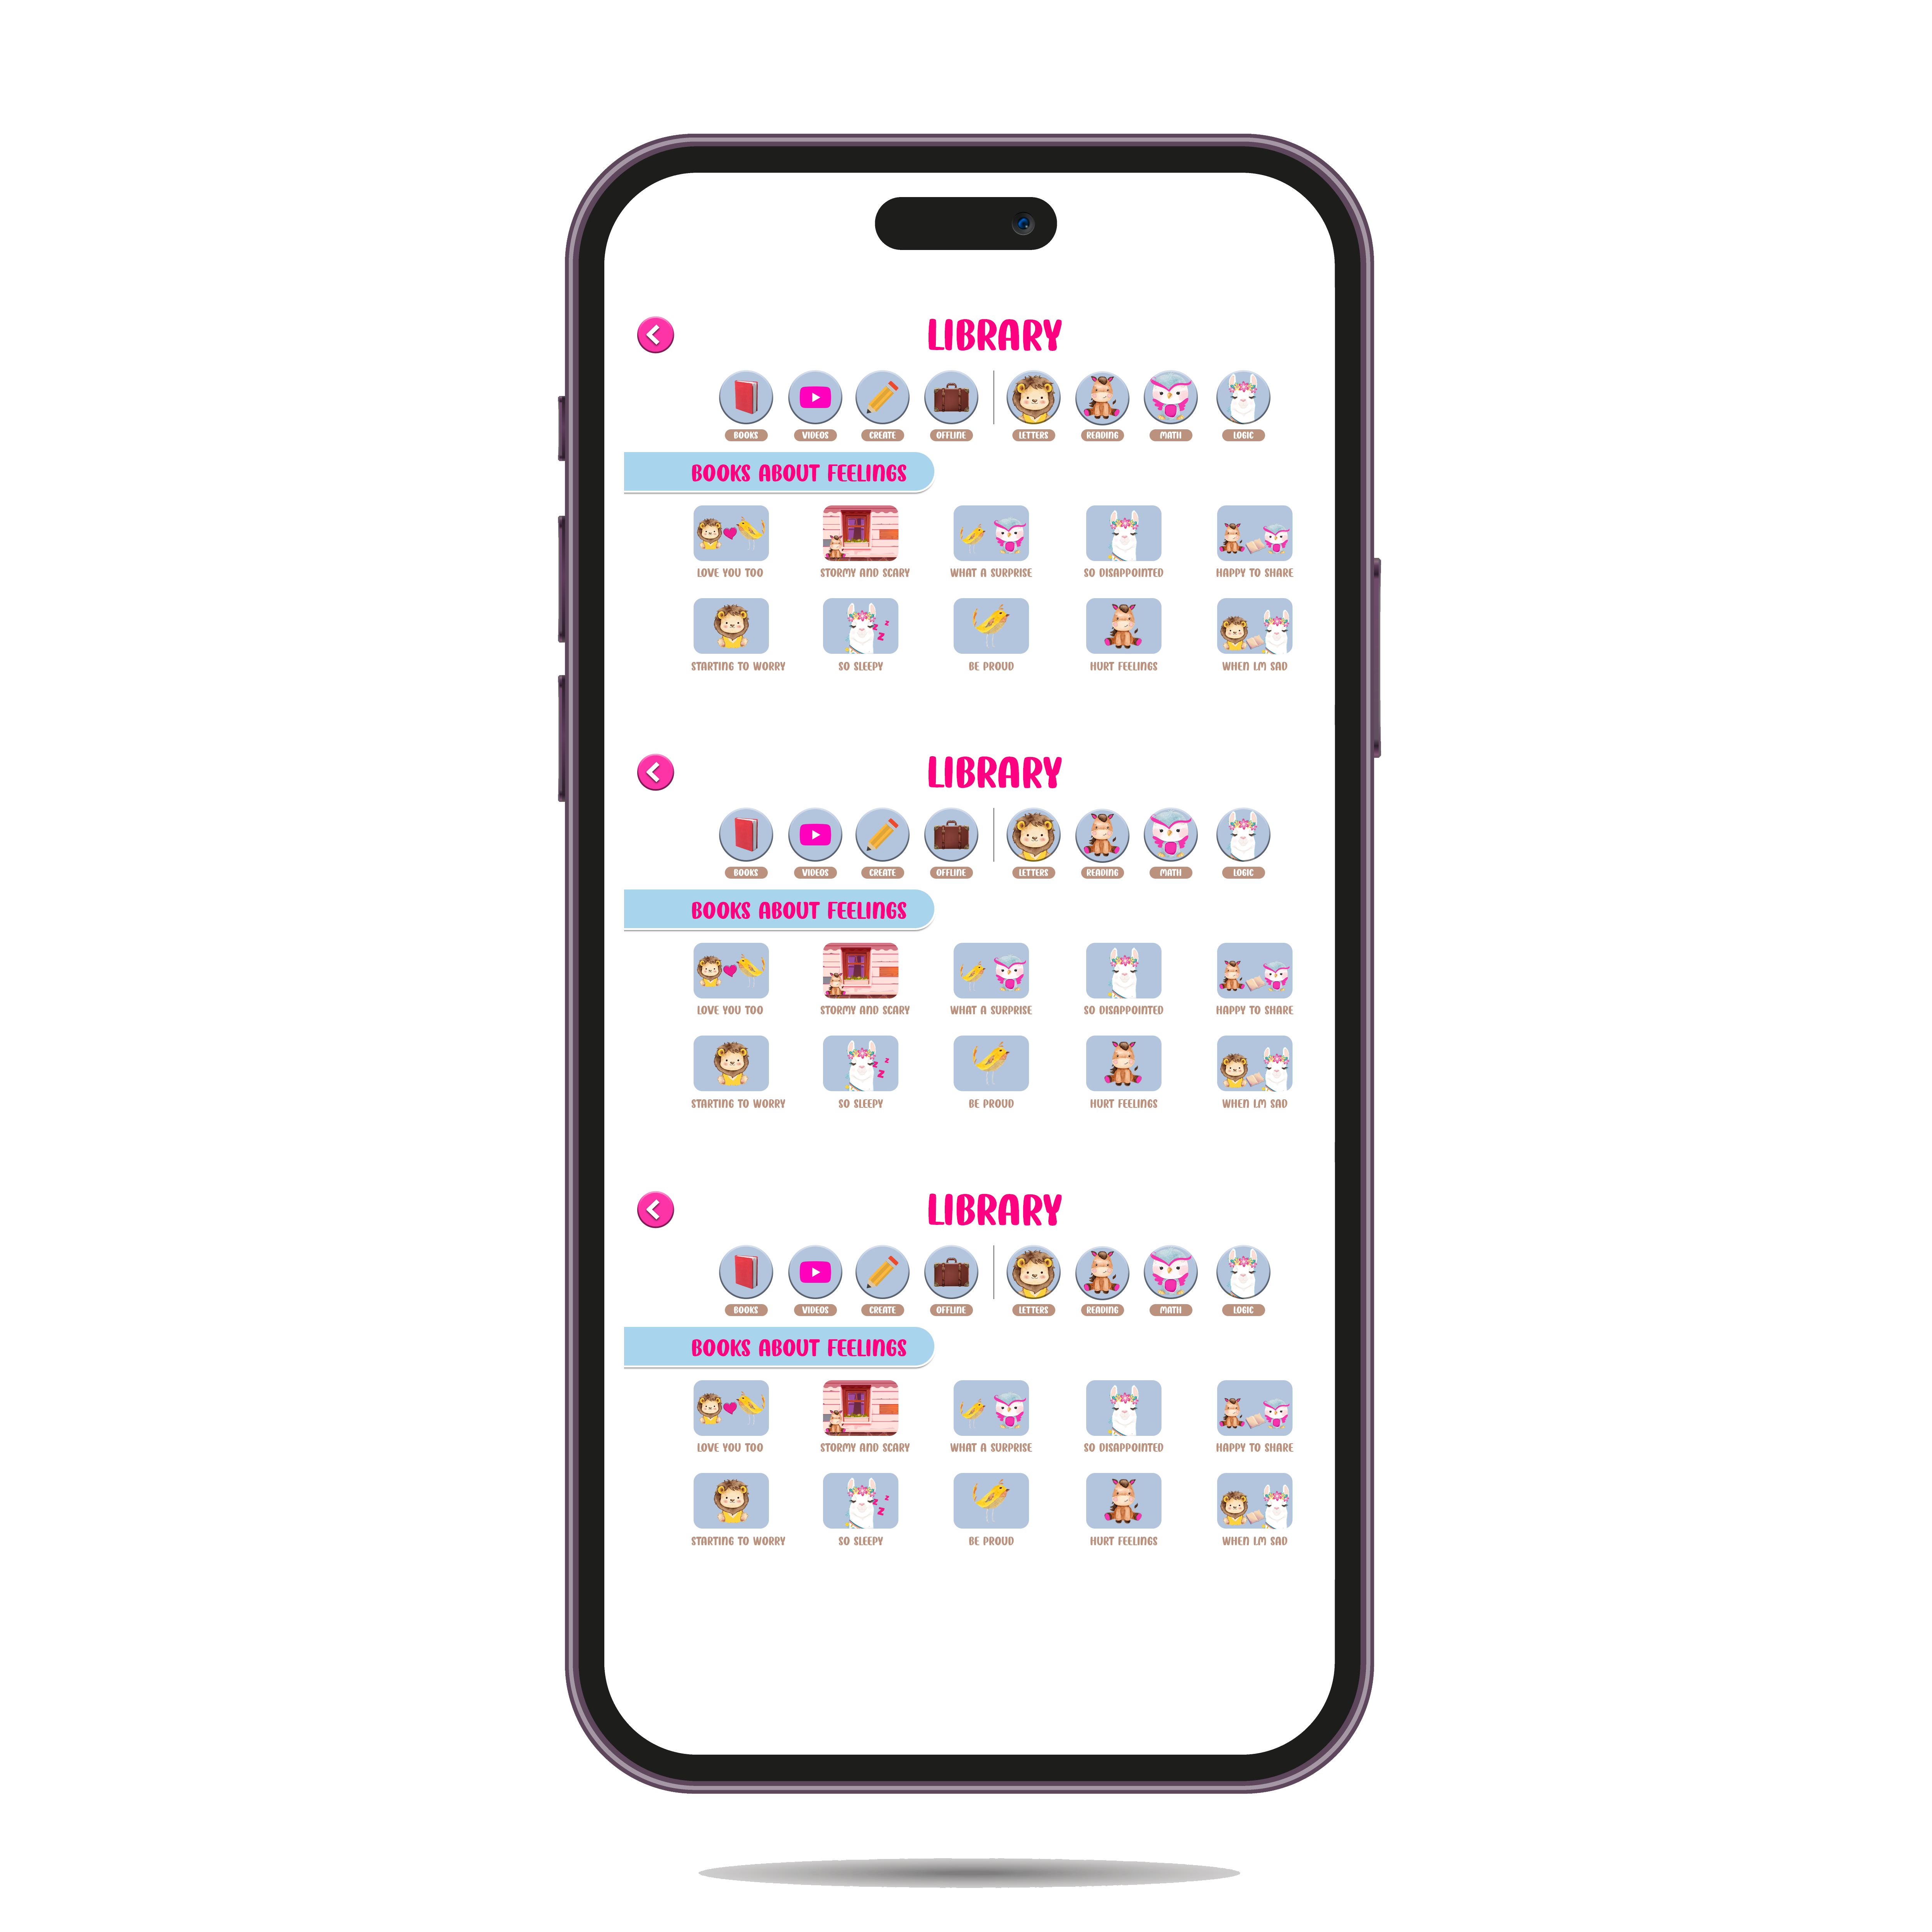 LIBRARY
BOOKS VIDEOS CREATE OFFLINE LETTERS READING MATH LOGIC
BOOKS ABOUT FEELINGS
LOVE YOU TOO STORMY AND SCARY WHAT A SURPRISE SO DISAPPOINTED HAPPY TO SHARE
Z
Z
STARTING TO WORRY SO SLEEPY BE PROUD HURT FEELINGS WHEN I,M SAD
LIBRARY
BOOKS VIDEOS CREATE OFFLINE LETTERS READING MATH LOGIC
BOOKS ABOUT FEELINGS
LOVE YOU TOO STORMY AND SCARY WHAT A SURPRISE SO DISAPPOINTED HAPPY TO SHARE
Z
Z
STARTING TO WORRY SO SLEEPY BE PROUD HURT FEELINGS WHEN I,M SAD
LIBRARY
BOOKS VIDEOS CREATE OFFLINE LETTERS READING MATH LOGIC
BOOKS ABOUT FEELINGS
LOVE YOU TOO STORMY AND SCARY WHAT A SURPRISE SO DISAPPOINTED HAPPY TO SHARE
Z
Z
STARTING TO WORRY SO SLEEPY BE PROUD HURT FEELINGS WHEN I,M SAD